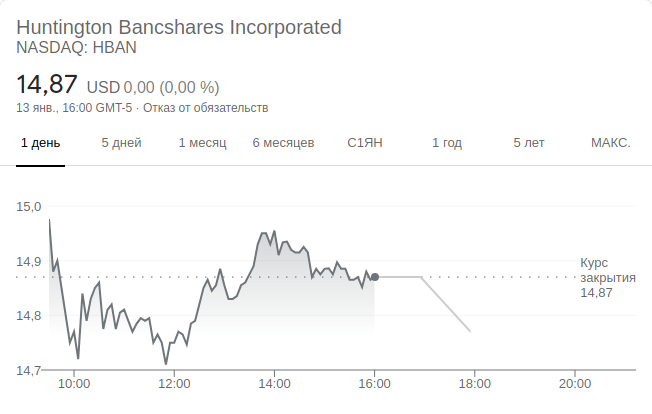 Huntington Bancshares Incorporated
NASDAQ: HBAN
14,87 USD 0,00 (0,00 %)
13 янв., 16:00 GMT-5 · Отказ от обязательств
1 день 5 дней 1 месяц 6 месяцев С1ЯН 1 год 5 лет МАКС.
15,0
14,9
Курс
закрытия
14,87
14,8
14,7
10:00 12:00 14:00 16:00 18:00 20:00